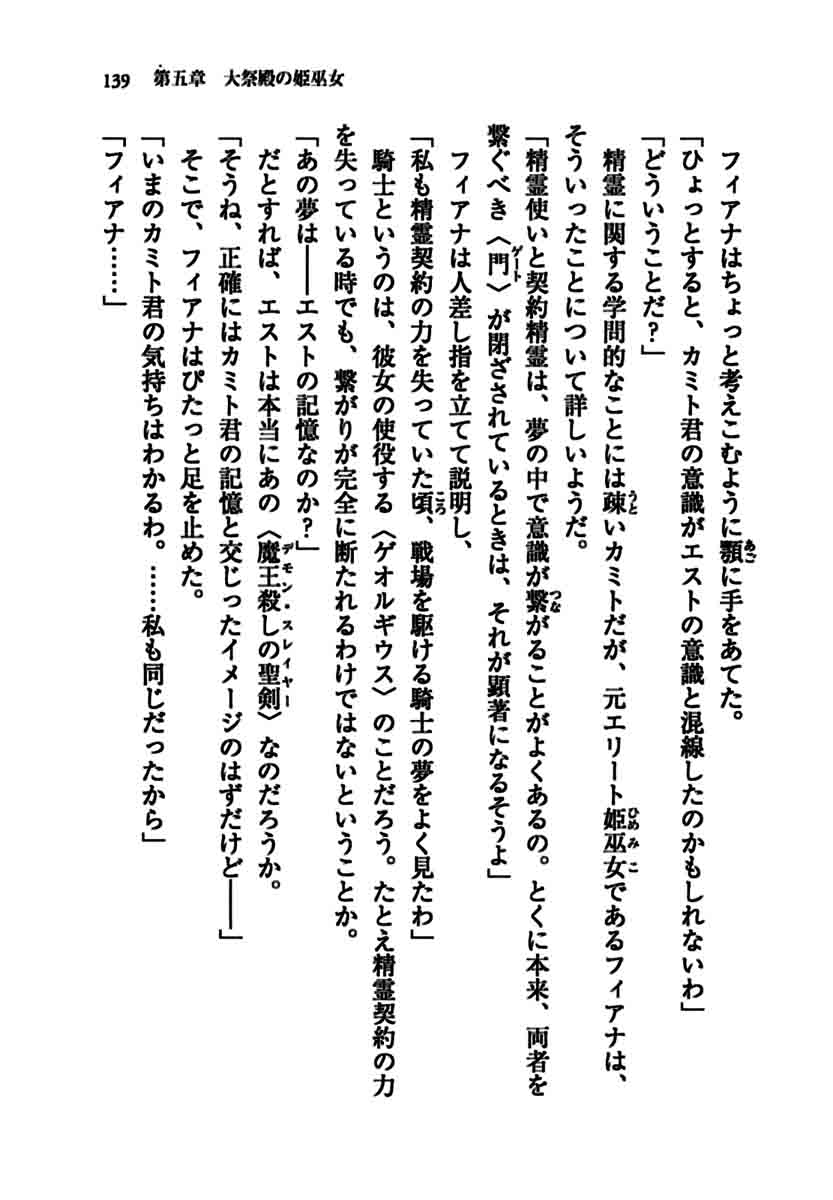 139　第五章　大祭殿の姫巫女
　フィアナはちょっと考えこむように顎に手をあてた。
「ひょっとすると、カミト君の意識がエストの意識と混線したのかもしれないわ」
「どういうことだ？」
　精霊に関する学問的なことには疎いカミトだが、元エリート姫巫女であるフィアナは、
そういったことについて詳しいようだ。
「精霊使いと契約精霊は、夢の中で意識が繋がることがよくあるの。とくに本来、両者を
繋ぐべき〈門〉が閉ざされているときは、それが顕著になるそうよ」
　フィアナは人差し指を立てて説明し、
「私も精霊契約の力を失っていた頃、戦場を駆ける騎士の夢をよく見たわ」
　騎士というのは、彼女の使役する〈ゲオルギウス〉のことだろう。たとえ精霊契約の力
を失っている時でも、繋がりが完全に断たれるわけではないということか。
「あの夢は――エストの記憶なのか？」
　だとすれば、エストは本当にあの〈魔王殺しの聖剣〉なのだろうか。
「そうね、正確にはカミト君の記憶と交じったイメージのはずだけど――」
　そこで、フィアナはぴたっと足を止めた。
「いまのカミト君の気持ちはわかるわ。……私も同じだったから」
「フィアナ……」